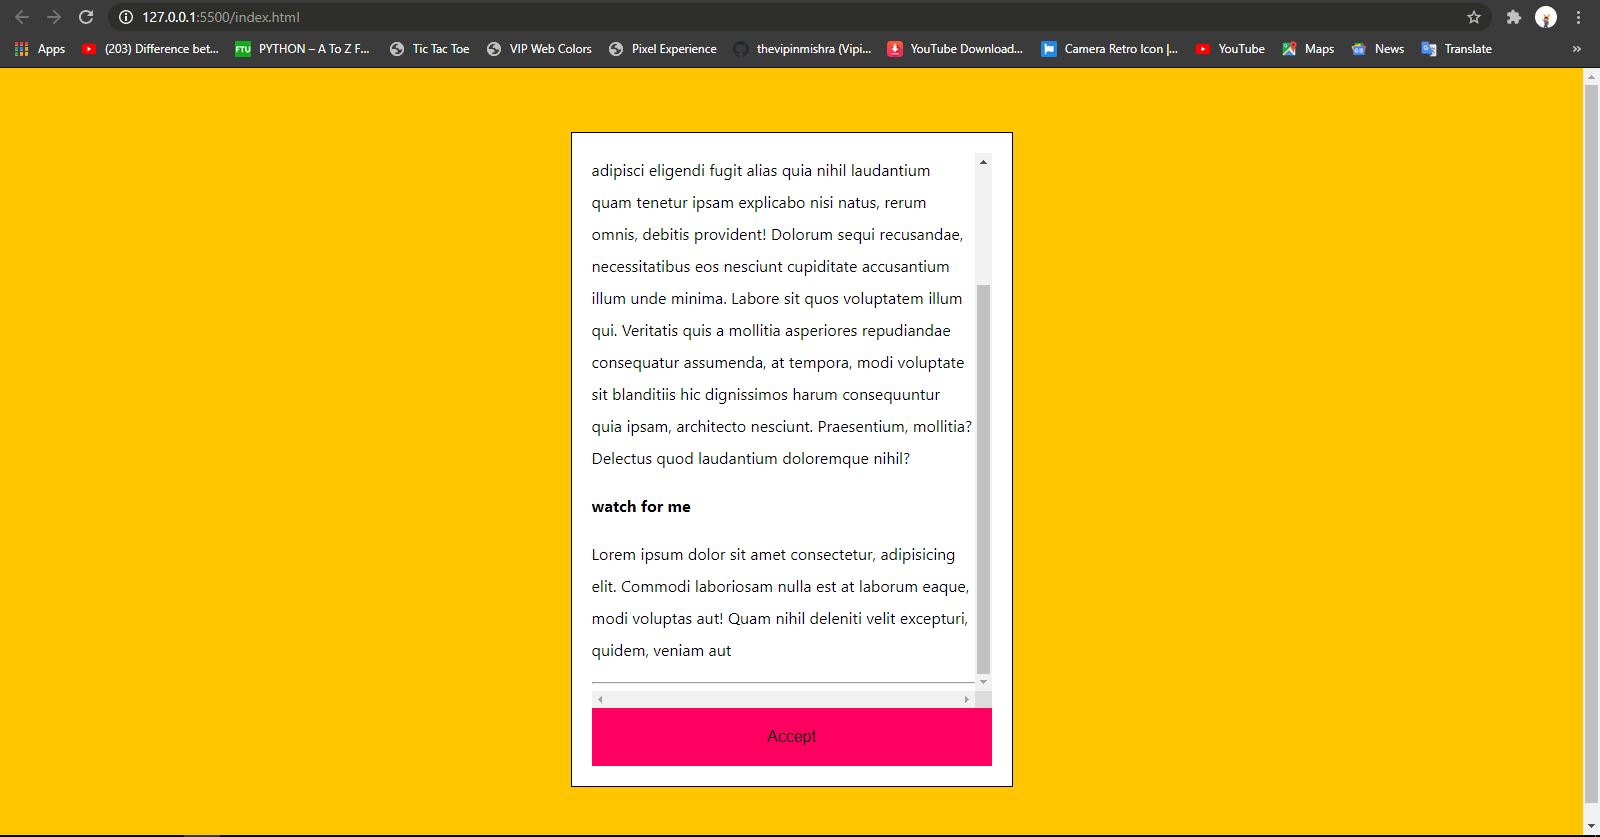 127.0.0.1:5500/index.html
Apps (203) Difference bet... FTU PYTHON – A To Z F... Tic Tac Toe VIP Web Colors Pixel Experience thevipinmishra (Vipi... YouTube Download... Camera Retro Icon |... YouTube Maps News Translate »
adipisci eligendi fugit alias quia nihil laudantium
quam tenetur ipsam explicabo nisi natus, rerum
omnis, debitis provident! Dolorum sequi recusandae,
necessitatibus eos nesciunt cupiditate accusantium
illum unde minima. Labore sit quos voluptatem illum
qui. Veritatis quis a mollitia asperiores repudiandae
consequatur assumenda, at tempora, modi voluptate
sit blanditiis hic dignissimos harum consequuntur
quia ipsam, architecto nesciunt. Praesentium, mollitia?
Delectus quod laudantium doloremque nihil?
watch for me
Lorem ipsum dolor sit amet consectetur, adipisicing
elit. Commodi laboriosam nulla est at laborum eaque,
modi voluptas aut! Quam nihil deleniti velit excepturi,
quidem, veniam aut
Accept